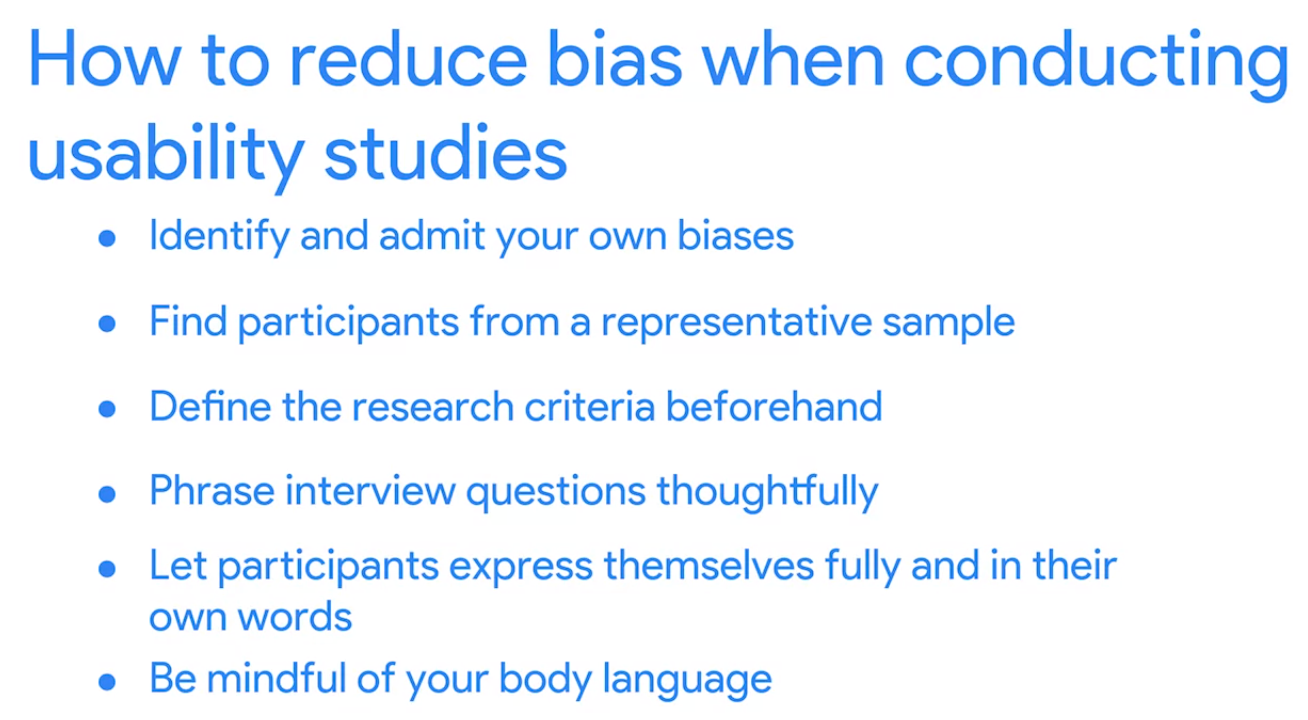 How to reduce bias when conducting
usability studies
● Identify and admit your own biases
● Find participants from a representative sample
● Define the research criteria beforehand
● Phrase interview questions thoughtfully
● Let participants express themselves fully and in their
own words
● Be mindful of your body language